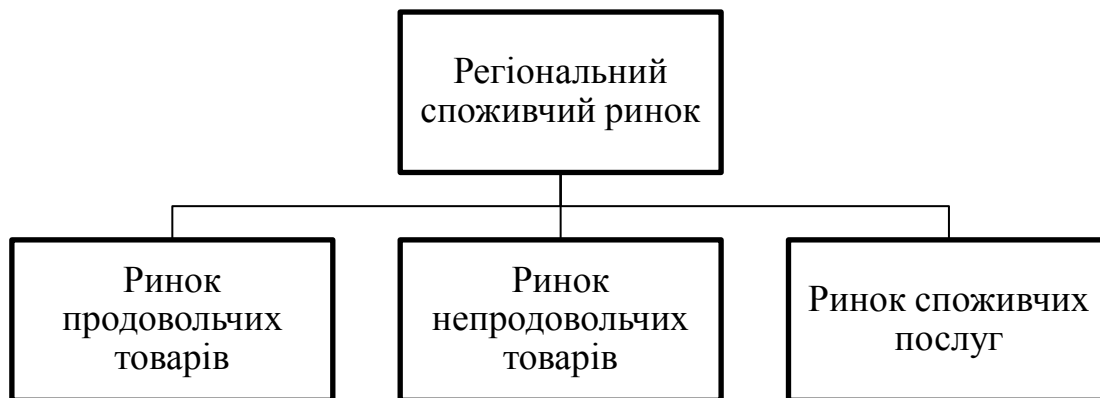 Регіональний
споживчий ринок
Ринок
продовольчих
товарів
Ринок
непродовольчих
товарів
Ринок споживчих
послуг